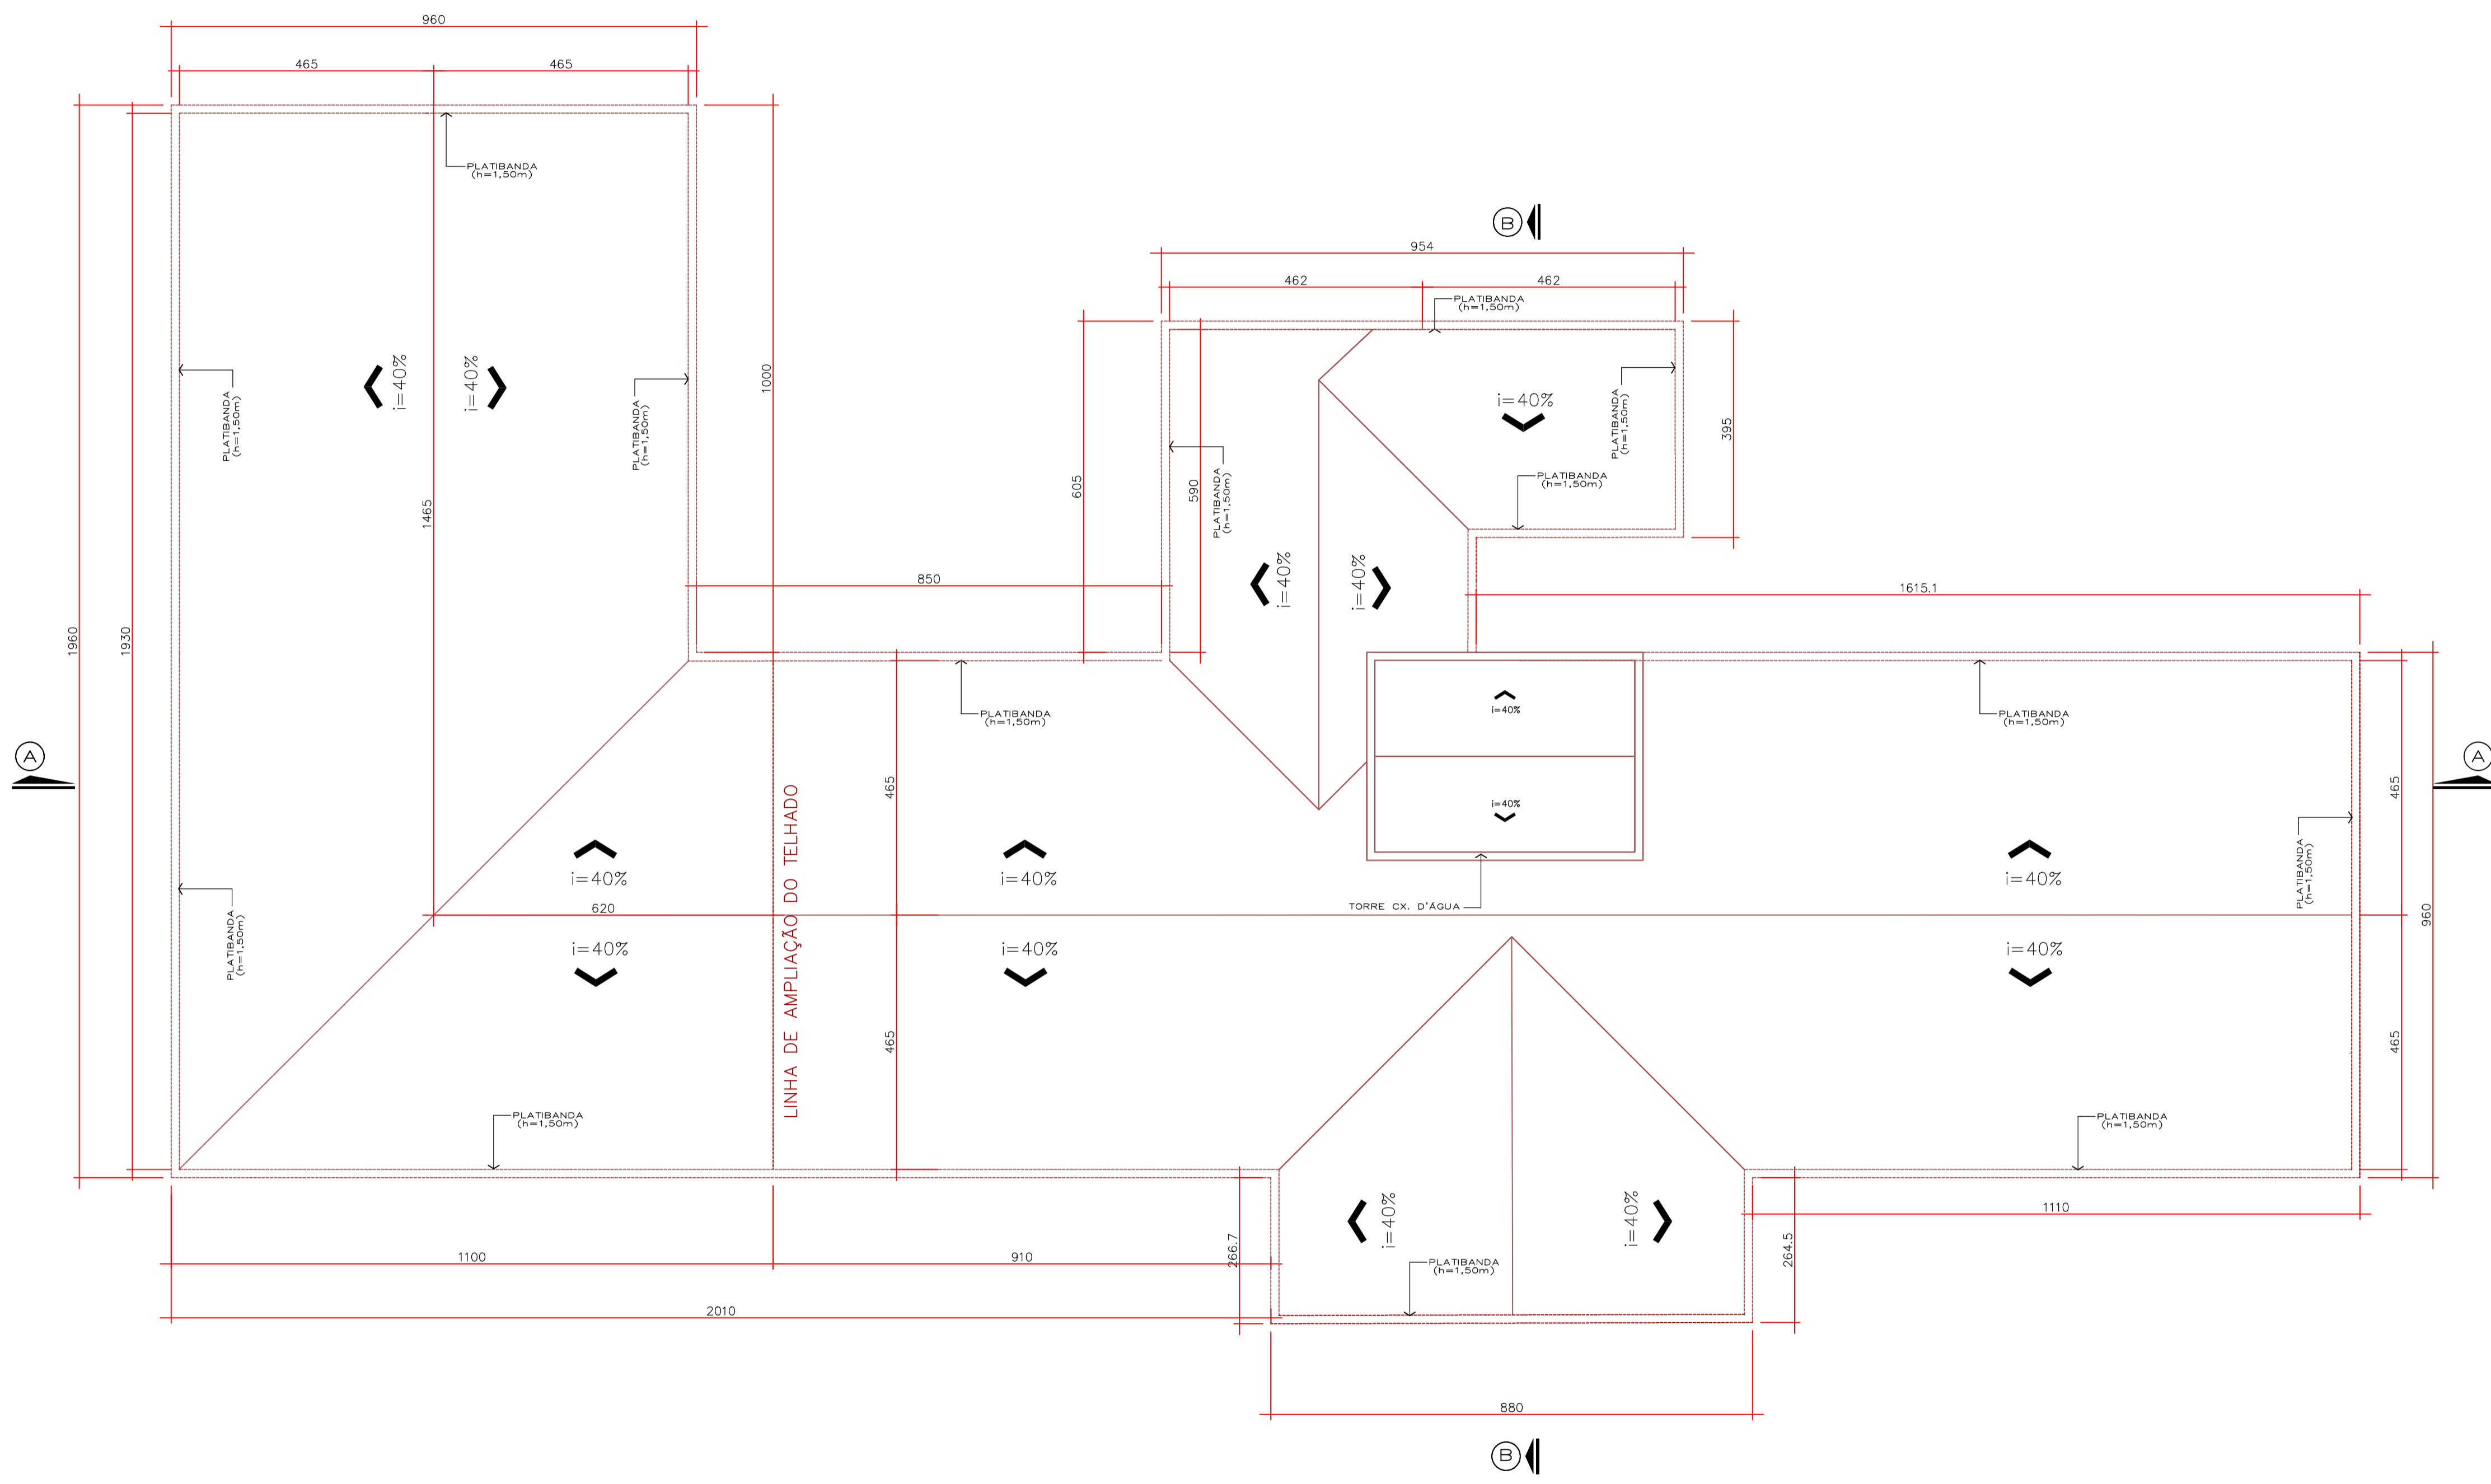 960
465
465
PLATIBANDA
(h=1,50m)
B
954
462
462
PLATIBANDA
(h=1,50m)
i=40%
i=40%
1000
PLATIBANDA
(h=1,50m)
PLATIBANDA
(h=1,50m)
i=40%
PLATIBANDA
(h=1,50m)
395
PLATIBANDA
(h=1,50m)
605
590
PLATIBANDA
(h=1,50m)
1465
i=40%
i=40%
850
1615.1
1960
1930
PLATIBANDA
(h=1,50m)
i=40%
PLATIBANDA
(h=1,50m)
A
A
465
465
i=40%
LINHA DE AMPLIAÇÃO DO TELHADO
i=40%
i=40%
i=40%
PLATIBANDA
(h=1,50m)
TORRE CX. D'ÁGUA
620
960
PLATIBANDA
(h=1,50m)
i=40%
i=40%
i=40%
465
465
PLATIBANDA
(h=1,50m)
PLATIBANDA
(h=1,50m)
i=40%
i=40%
1110
266.7
264.5
1100
910
PLATIBANDA
(h=1,50m)
2010
880
B